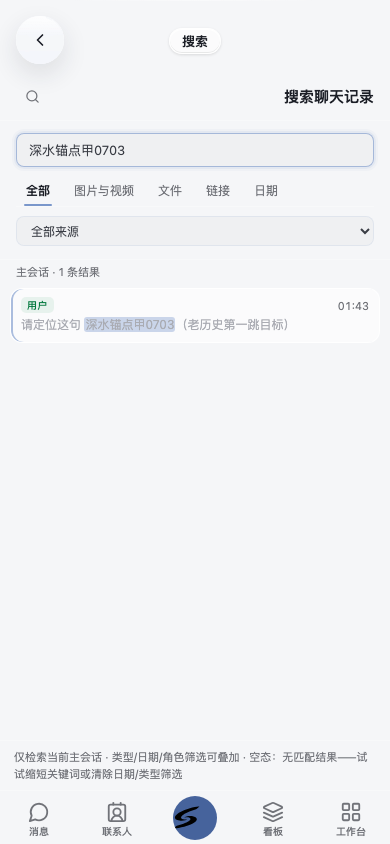 搜索
搜索聊天记录
深水锚点甲0703
全部 图片与视频 文件 链接 日期
全部来源
主会话 · 1 条结果
用户 01:43
请定位这句 深水锚点甲0703（老历史第一跳目标）
仅检索当前主会话 · 类型/日期/角色筛选可叠加 · 空态：无匹配结果——试
试缩短关键词或清除日期/类型筛选
消息 联系人 看板 工作台